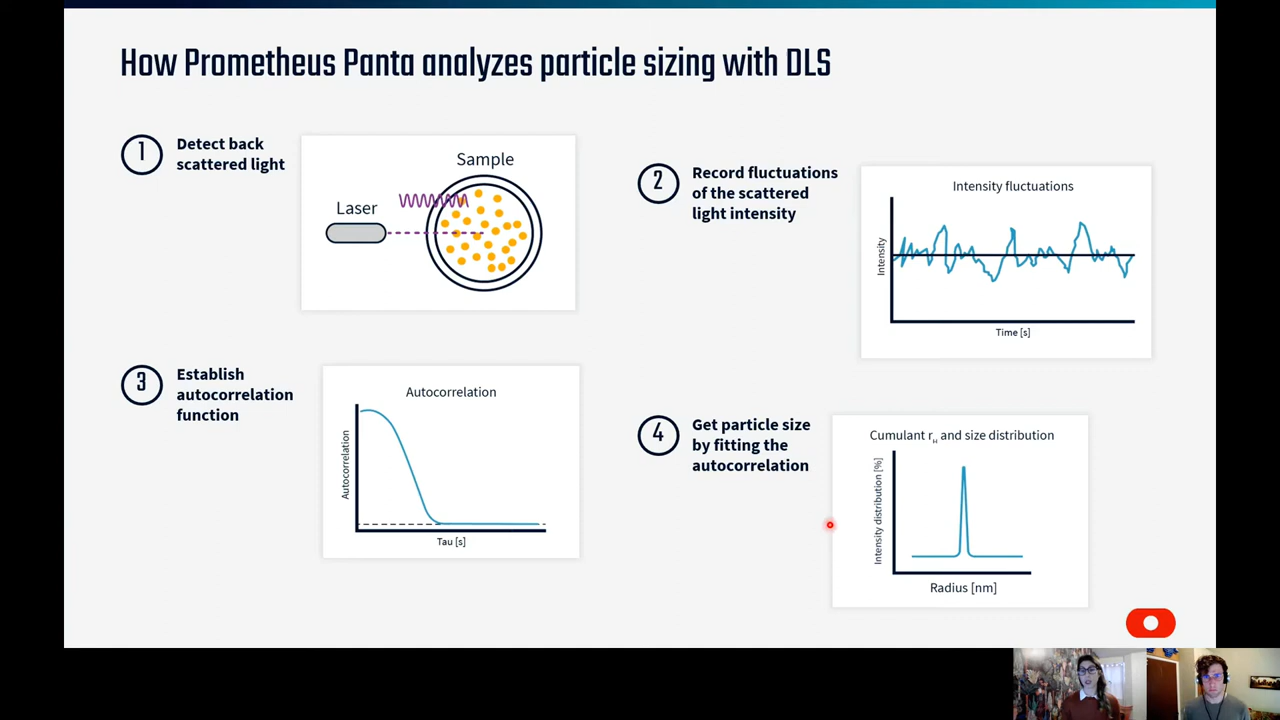 How Prometheus Panta analyzes particle sizing with DLS
1
Detect back
scattered light
Sample
Laser
2
Record fluctuations
of the scattered
light intensity
Intensity fluctuations
Intensity
Time [s]
3
Establish
autocorrelation
function
Autocorrelation
Autocorrelation
Tau [s]
4
Get particle size
by fitting the
autocorrelation
Cumulant rH and size distribution
Intensity distribution [%]
Radius [nm]